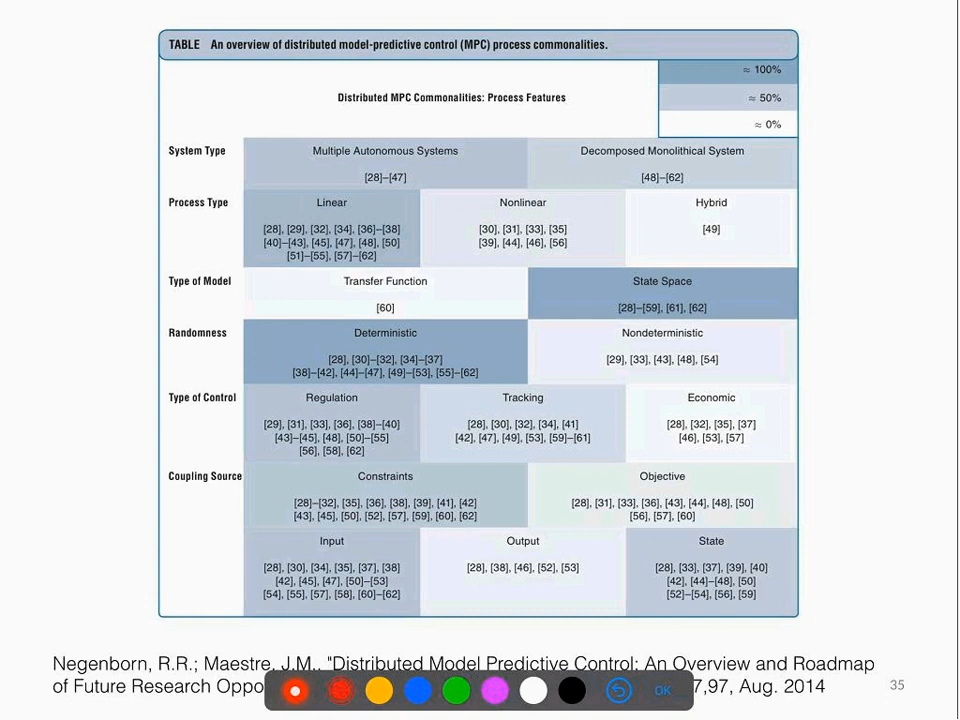 TABLE An overview of distributed model-predictive control (MPC) process commonalities.
≈ 100%
Distributed MPC Commonalities: Process Features
≈ 50%
≈ 0%
System Type
Multiple Autonomous Systems
Decomposed Monolithical System
[28]–[47]
[48]–[62]
Process Type
Linear
Nonlinear
Hybrid
[28], [29], [32], [34], [36]–[38]
[40]–[43], [45], [47], [48], [50]
[51]–[55], [57]–[62]
[30], [31], [33], [35]
[39], [44], [46], [56]
[49]
Type of Model
Transfer Function
State Space
[60]
[28]–[59], [61], [62]
Randomness
Deterministic
Nondeterministic
[28], [30]–[32], [34]–[37]
[38]–[42], [44]–[47], [49]–[53], [55]–[62]
[29], [33], [43], [48], [54]
Type of Control
Regulation
Tracking
Economic
[29], [31], [33], [36], [38]–[40]
[43]–[45], [48], [50]–[55]
[56], [58], [62]
[28], [30], [32], [34], [41]
[42], [47], [49], [53], [59]–[61]
[28], [32], [35], [37]
[46], [53], [57]
Coupling Source
Constraints
Objective
[28]–[32], [35], [36], [38], [39], [41], [42]
[43], [45], [50], [52], [57], [59], [60], [62]
[28], [31], [33], [36], [43], [44], [48], [50]
[56], [57], [60]
Input
Output
State
[28], [30], [34], [35], [37], [38]
[42], [45], [47], [50]–[53]
[54], [55], [57], [58], [60]–[62]
[28], [38], [46], [52], [53]
[28], [33], [37], [39], [40]
[42], [44]–[48], [50]
[52]–[54], [56], [59]
Negenborn, R.R.; Maestre, J.M., "Distributed Model Predictive Control: An Overview and Roadmap
of Future Research Oppo 7,97, Aug. 2014
35
OK